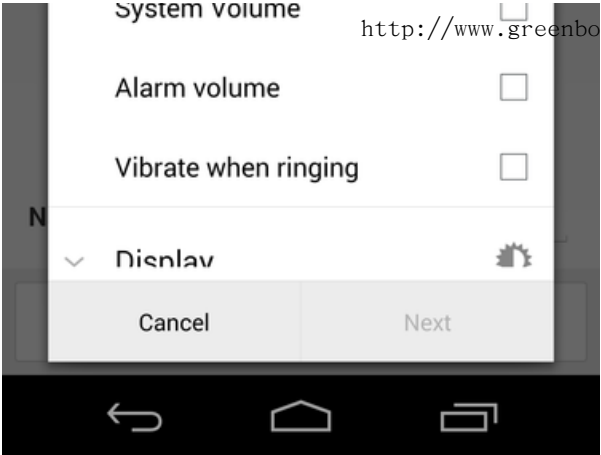 System Volume
http://www.greenbo
Alarm volume
Vibrate when ringing
N
Display
Cancel
Next